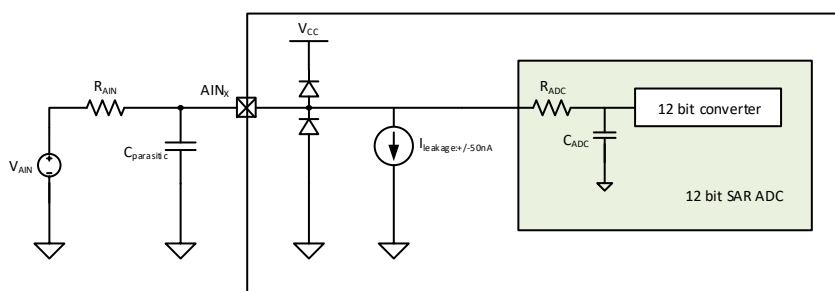 V_CC
R_AIN
AIN_X
R_ADC
12 bit converter
C_parasitic
I_leakage:+/-50nA
C_ADC
V_AIN
12 bit SAR ADC